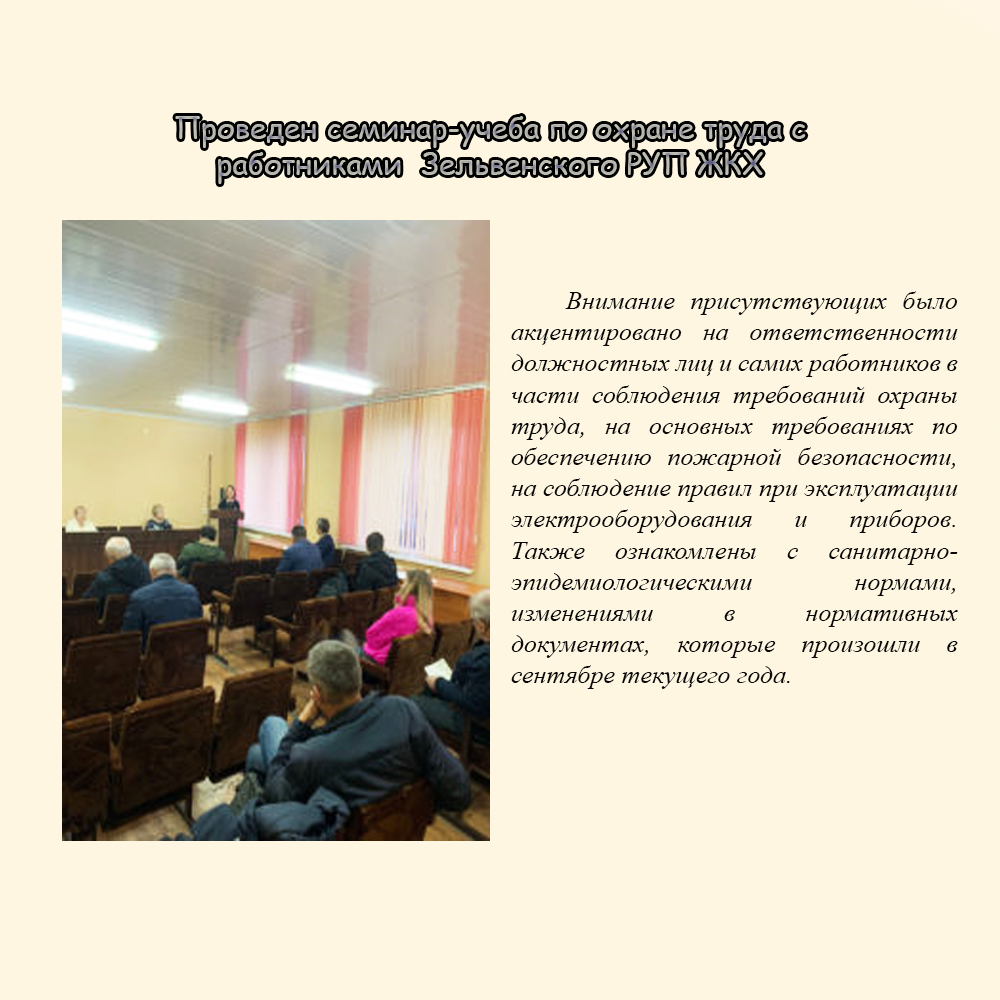 Проведен семинар-учеба по охране труда с
работниками Зельвенского РУП ЖКХ
Внимание присутствующих было
акцентировано на ответственности
должностных лиц и самих работников в
части соблюдения требований охраны
труда, на основных требованиях по
обеспечению пожарной безопасности,
на соблюдение правил при эксплуатации
электрооборудования и приборов.
Также ознакомлены с санитарно-
эпидемиологическими нормами,
изменениями в нормативных
документах, которые произошли в
сентябре текущего года.